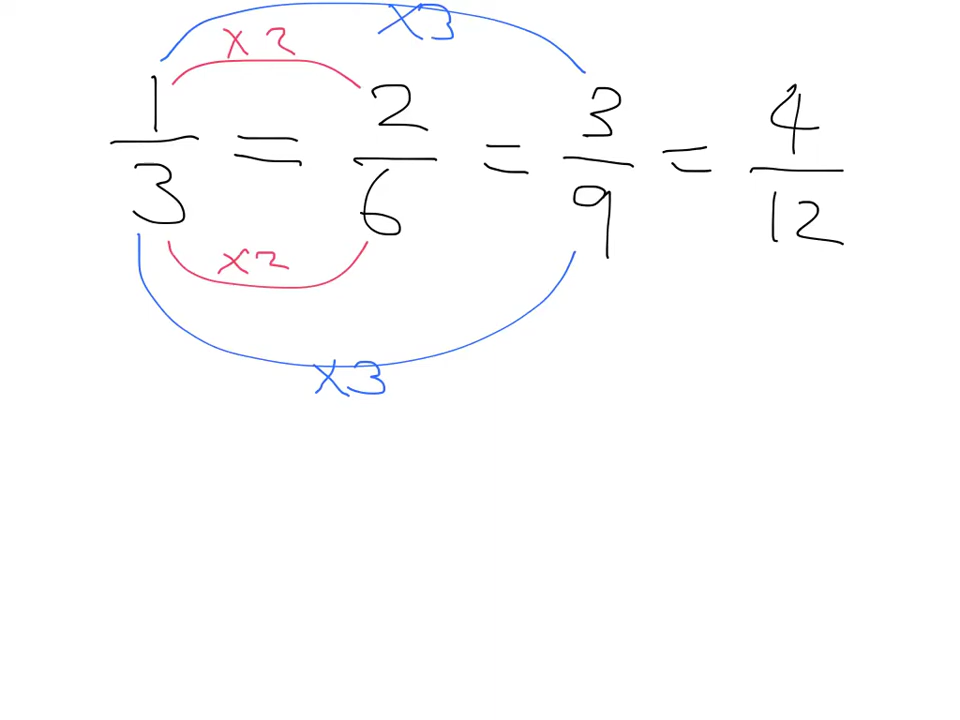 ×3
×2
1/3 = 2/6 = 3/9 = 4/12
×2
×3